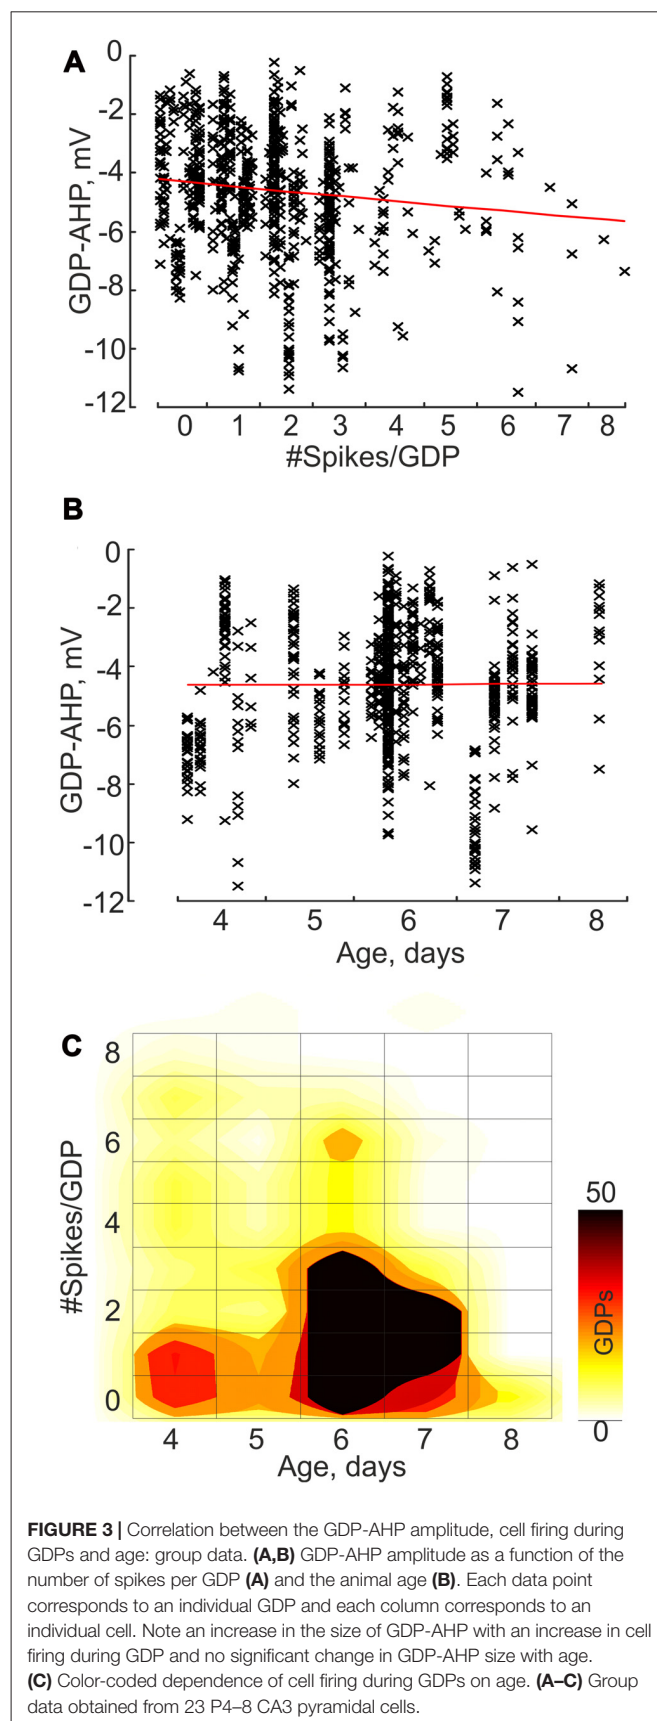 A
0
-2
-4
-6
-8
-10
-12
GDP-AHP, mV
0 1 2 3 4 5 6 7 8
#Spikes/GDP
B
0
-2
-4
-6
-8
-10
-12
GDP-AHP, mV
4 5 6 7 8
Age, days
C
8
6
4
2
0
#Spikes/GDP
4 5 6 7 8
Age, days
50
GDPs
0
FIGURE 3 | Correlation between the GDP-AHP amplitude, cell firing during
GDPs and age: group data. (A,B) GDP-AHP amplitude as a function of the
number of spikes per GDP (A) and the animal age (B). Each data point
corresponds to an individual GDP and each column corresponds to an
individual cell. Note an increase in the size of GDP-AHP with an increase in cell
firing during GDP and no significant change in GDP-AHP size with age.
(C) Color-coded dependence of cell firing during GDPs on age. (A–C) Group
data obtained from 23 P4–8 CA3 pyramidal cells.